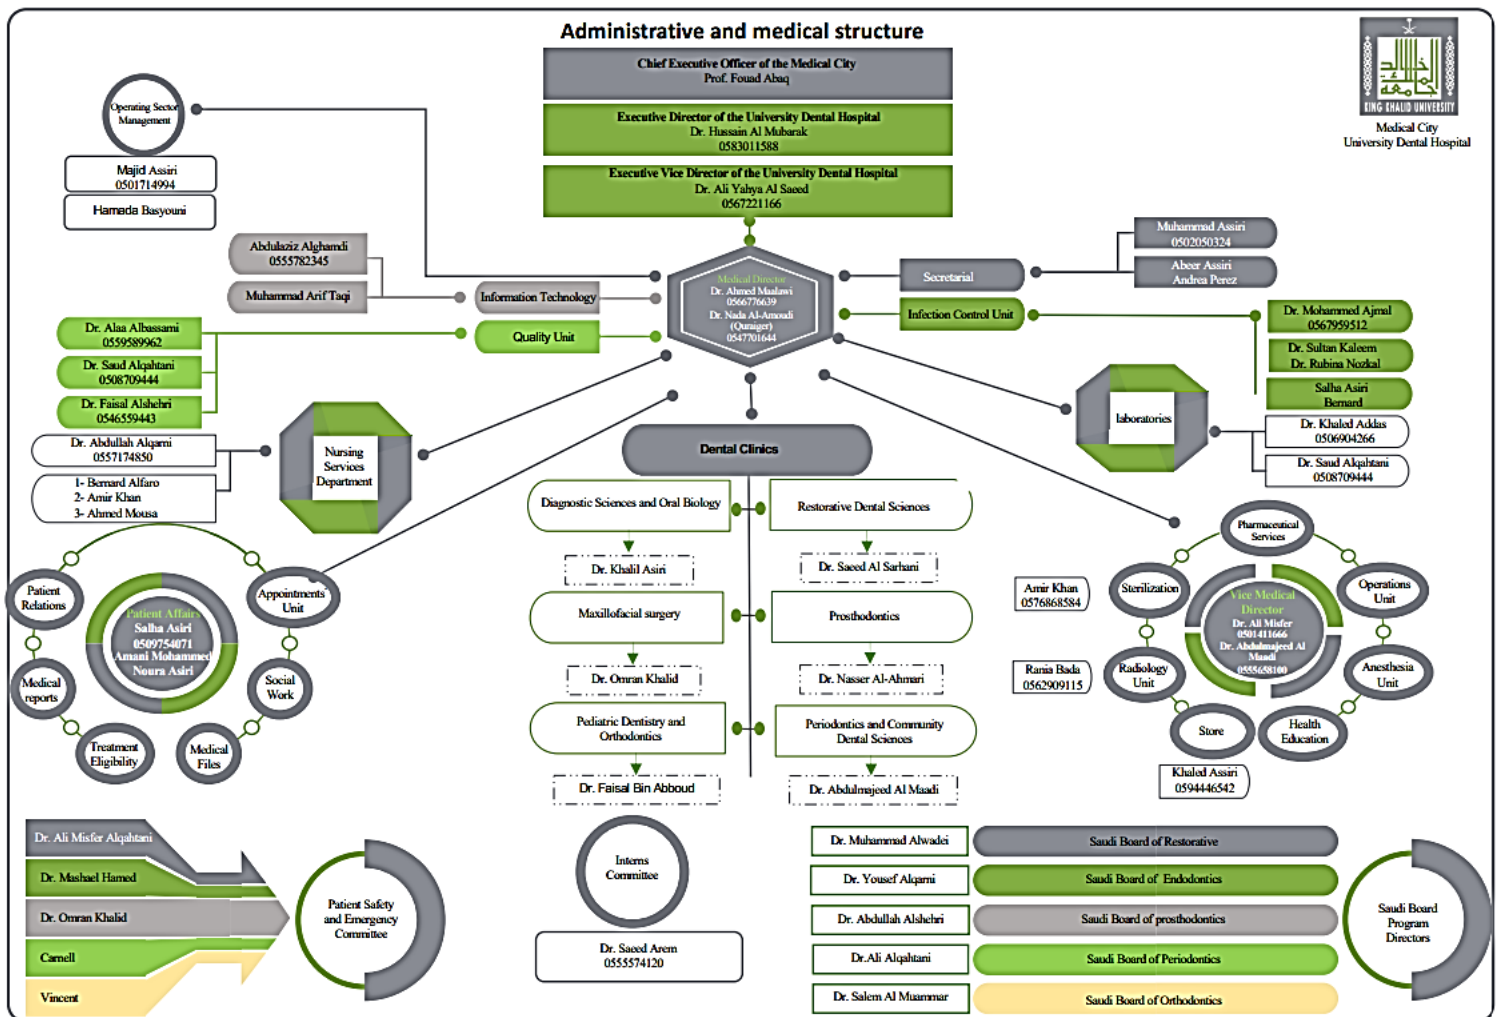 Administrative and medical structure
Chief Executive Officer of the Medical City
Prof. Fouad Abaq
Executive Director of the University Dental Hospital
Dr. Hussain Al Mubarak
0583011588
Executive Vice Director of the University Dental Hospital
Dr. Ali Yahya Al Saeed
0567221166
KING KHALID UNIVERSITY
Medical City
University Dental Hospital
Operating Sector
Management
Majid Assiri
0501714994
Hamada Basyouni
Abdulaziz Alghamdi
0555782345
Muhammad Arif Taqi
Information Technology
Dr. Alaa Albassami
0559589962
Dr. Saud Alqahtani
0508709444
Dr. Faisal Alshehri
0546559443
Quality Unit
Medical Director
Dr. Ahmed Maalawi
0566776639
Dr. Nada Al-Amoudi
(Quraiger)
0547701644
Secretarial
Muhammad Assiri
0502050324
Abeer Assiri
Andrea Perez
Infection Control Unit
Dr. Mohammed Ajmal
0567959512
Dr. Sultan Kaleem
Dr. Rubina Nozkal
Salha Asiri
Bernard
laboratories
Dr. Khaled Addas
0506904266
Dr. Saud Alqahtani
0508709444
Dr. Abdullah Alqarni
0557174850
1- Bernard Alfaro
2- Amir Khan
3- Ahmed Mousa
Nursing
Services
Department
Dental Clinics
Diagnostic Sciences and Oral Biology
Dr. Khalil Asiri
Restorative Dental Sciences
Dr. Saeed Al Sarhani
Maxillofacial surgery
Dr. Omran Khalid
Prosthodontics
Dr. Nasser Al-Ahmari
Pediatric Dentistry and
Orthodontics
Dr. Faisal Bin Abboud
Periodontics and Community
Dental Sciences
Dr. Abdulmajeed Al Maadi
Patient
Relations
Appointments
Unit
Patient Affairs
Salha Asiri
0509754071
Amani Mohammed
Noura Asiri
Medical
reports
Social
Work
Treatment
Eligibility
Medical
Files
Pharmaceutical
Services
Amir Khan
0576868584
Sterilization
Operations
Unit
Vice Medical
Director
Dr. Ali Misfer
0501411666
Dr. Abdulmajeed Al
Maadi
0555658100
Rania Bada
0562909115
Radiology
Unit
Anesthesia
Unit
Store
Health
Education
Khaled Assiri
0594446542
Dr. Ali Misfer Alqahtani
Dr. Mashael Hamed
Dr. Omran Khalid
Carnell
Vincent
Patient Safety
and Emergency
Committee
Interns
Committee
Dr. Saeed Arem
0555574120
Dr. Muhammad Alwadei
Saudi Board of Restorative
Dr. Yousef Alqarni
Saudi Board of Endodontics
Dr. Abdullah Alshehri
Saudi Board of prosthodontics
Dr.Ali Alqahtani
Saudi Board of Periodontics
Dr. Salem Al Muammar
Saudi Board of Orthodontics
Saudi Board
Program
Directors